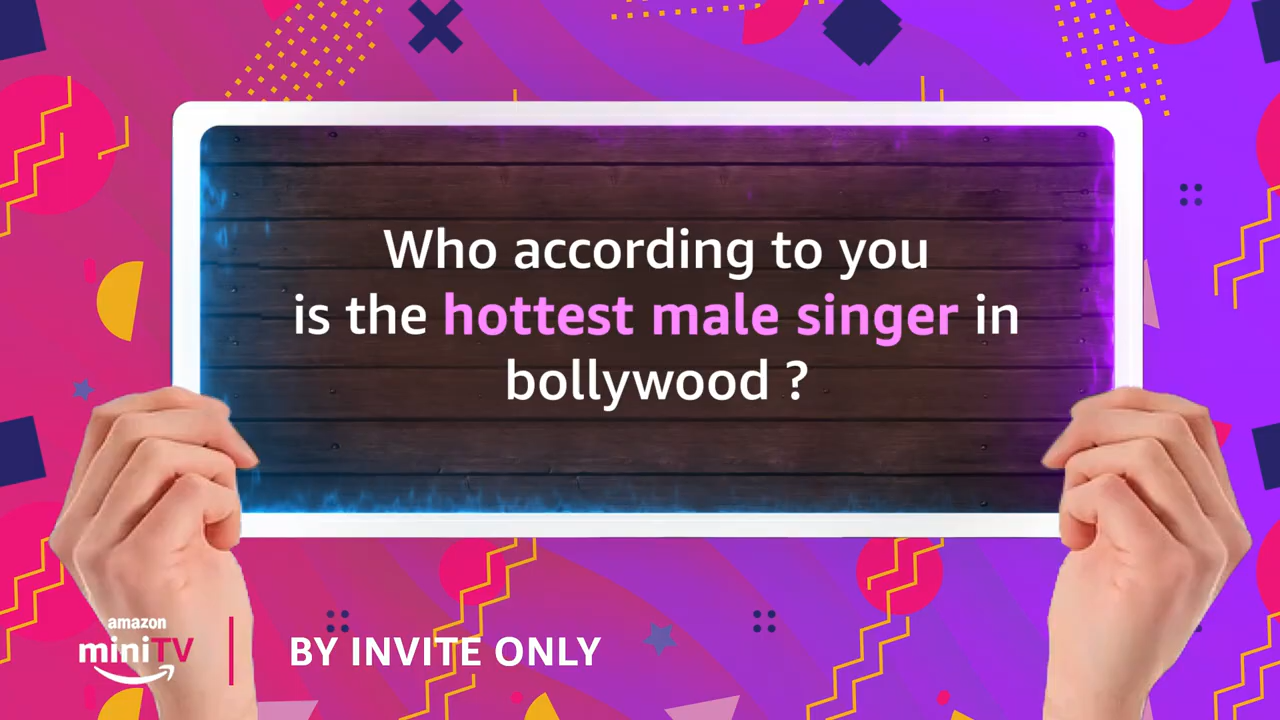 Who according to you
is the hottest male singer in
bollywood ?
amazon
miniTV
BY INVITE ONLY